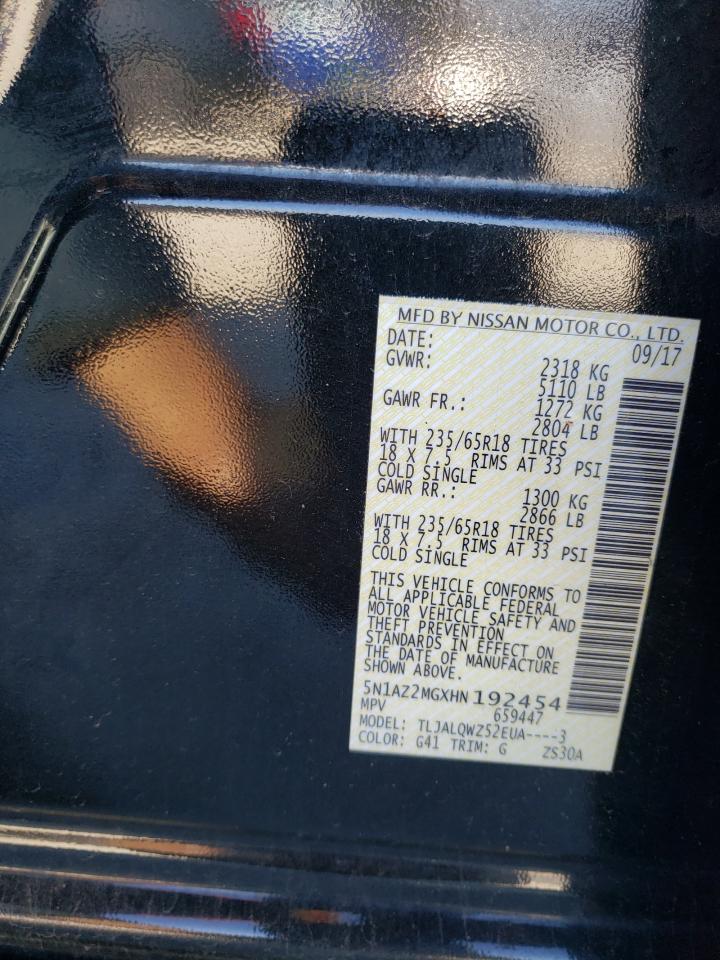 MFD BY NISSAN MOTOR CO., LTD.
DATE: 09/17
GVWR: 2318 KG
5110 LB
GAWR FR.: 1272 KG
2804 LB
WITH 235/65R18 TIRES
18 X 7.5 RIMS AT 33 PSI
COLD SINGLE
GAWR RR.: 1300 KG
2866 LB
WITH 235/65R18 TIRES
18 X 7.5 RIMS AT 33 PSI
COLD SINGLE
THIS VEHICLE CONFORMS TO
ALL APPLICABLE FEDERAL
MOTOR VEHICLE SAFETY AND
THEFT PREVENTION
STANDARDS IN EFFECT ON
THE DATE OF MANUFACTURE
SHOWN ABOVE.
5N1AZ2MGXHN192454
MPV 659447
MODEL: TLJALQWZ52EUA----3
COLOR: G41 TRIM: G ZS30A